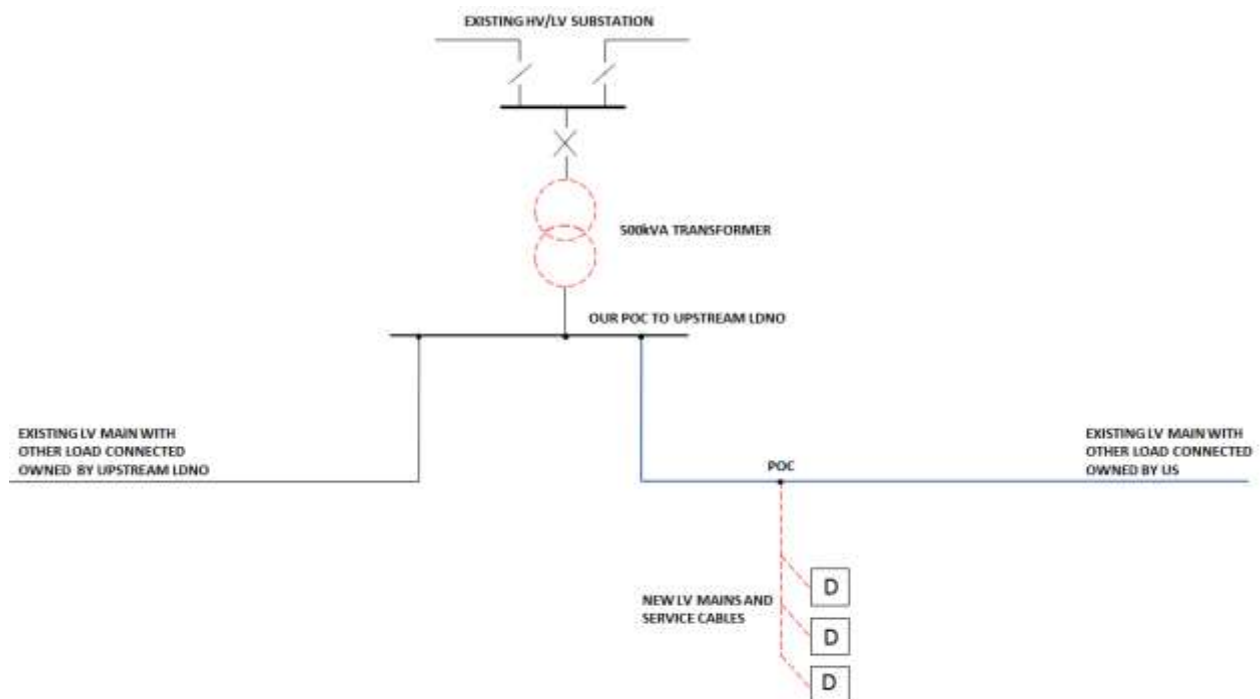 EXISTING HV/LV SUBSTATION
500kVA TRANSFORMER
OUR POC TO UPSTREAM LDNO
EXISTING LV MAIN WITH
OTHER LOAD CONNECTED
OWNED BY UPSTREAM LDNO
POC
EXISTING LV MAIN WITH
OTHER LOAD CONNECTED
OWNED BY US
NEW LV MAINS AND
SERVICE CABLES
D
D
D